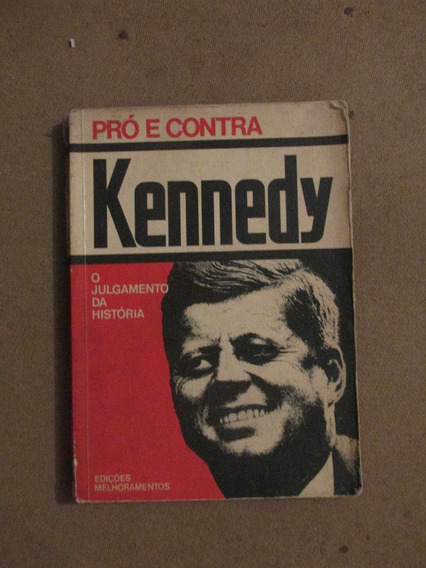 PRÓ E CONTRA
Kennedy
O
JULGAMENTO
DA
HISTÓRIA
EDIÇÕES
MELHORAMENTOS